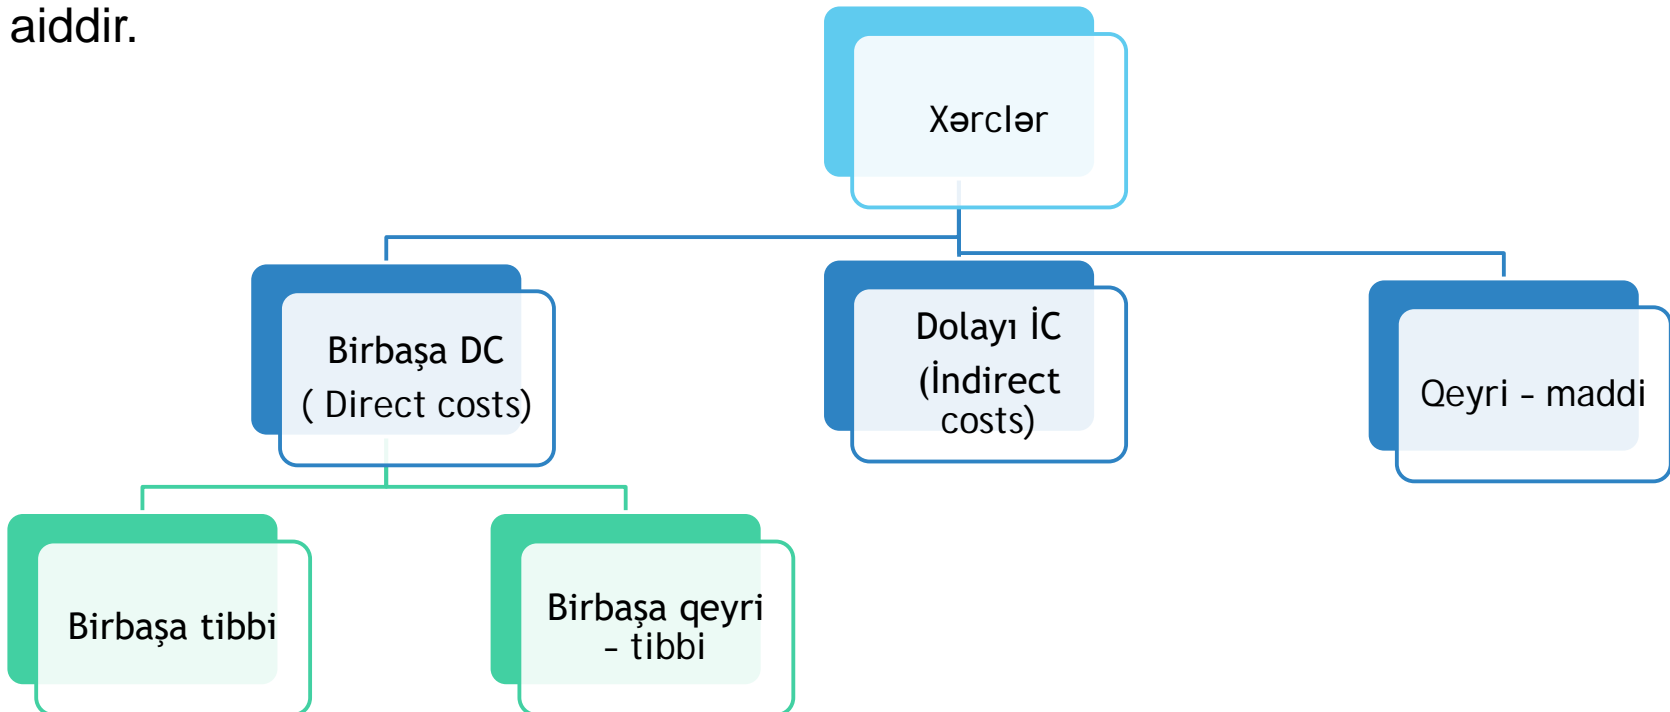 aiddir.
Xərclər
Birbaşa DC
( Direct costs)
Dolayı İC
(İndirect
costs)
Qeyri – maddi
Birbaşa tibbi
Birbaşa qeyri
– tibbi